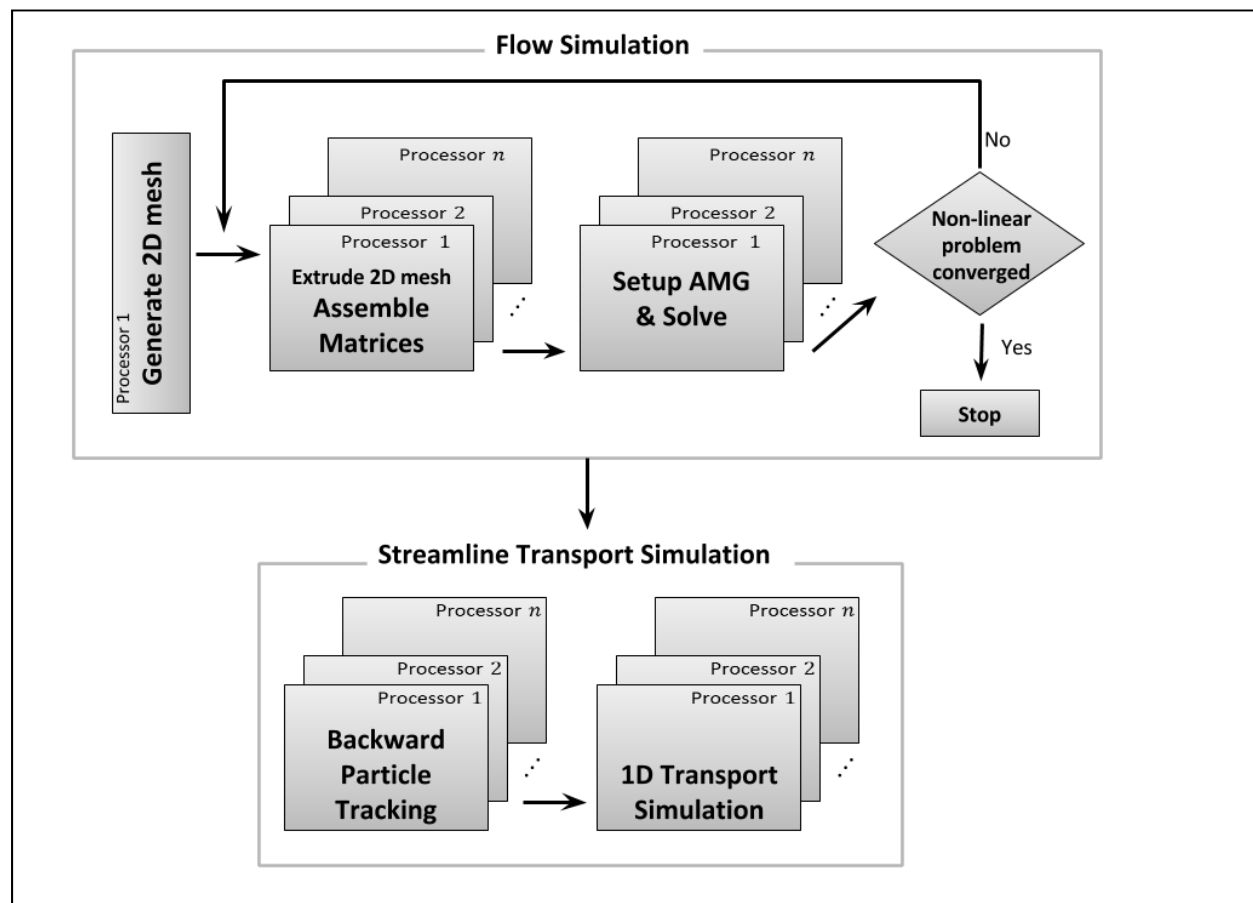 Flow Simulation
Processor 1
Generate 2D mesh
Processor n
Processor 2
Processor 1
Extrude 2D mesh
Assemble
Matrices
Processor n
Processor 2
Processor 1
Setup AMG
& Solve
No
Non-linear
problem
converged
Yes
Stop
Streamline Transport Simulation
Processor n
Processor 2
Processor 1
Backward
Particle
Tracking
Processor n
Processor 2
Processor 1
1D Transport
Simulation